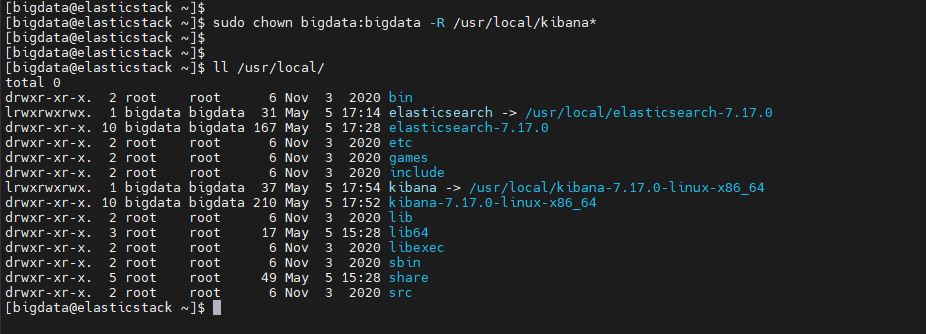 [bigdata@elasticstack ~]$
[bigdata@elasticstack ~]$ sudo chown bigdata:bigdata -R /usr/local/kibana*
[bigdata@elasticstack ~]$
[bigdata@elasticstack ~]$
[bigdata@elasticstack ~]$ ll /usr/local/
total 0
drwxr-xr-x.  2 root    root      6 Nov  3  2020 bin
lrwxrwxrwx.  1 bigdata bigdata  31 May  5 17:14 elasticsearch -> /usr/local/elasticsearch-7.17.0
drwxr-xr-x. 10 bigdata bigdata 167 May  5 17:28 elasticsearch-7.17.0
drwxr-xr-x.  2 root    root      6 Nov  3  2020 etc
drwxr-xr-x.  2 root    root      6 Nov  3  2020 games
drwxr-xr-x.  2 root    root      6 Nov  3  2020 include
lrwxrwxrwx.  1 bigdata bigdata  37 May  5 17:54 kibana -> /usr/local/kibana-7.17.0-linux-x86_64
drwxr-xr-x. 10 bigdata bigdata 210 May  5 17:52 kibana-7.17.0-linux-x86_64
drwxr-xr-x.  2 root    root      6 Nov  3  2020 lib
drwxr-xr-x.  3 root    root     17 May  5 15:28 lib64
drwxr-xr-x.  2 root    root      6 Nov  3  2020 libexec
drwxr-xr-x.  2 root    root      6 Nov  3  2020 sbin
drwxr-xr-x.  5 root    root     49 May  5 15:28 share
drwxr-xr-x.  2 root    root      6 Nov  3  2020 src
[bigdata@elasticstack ~]$